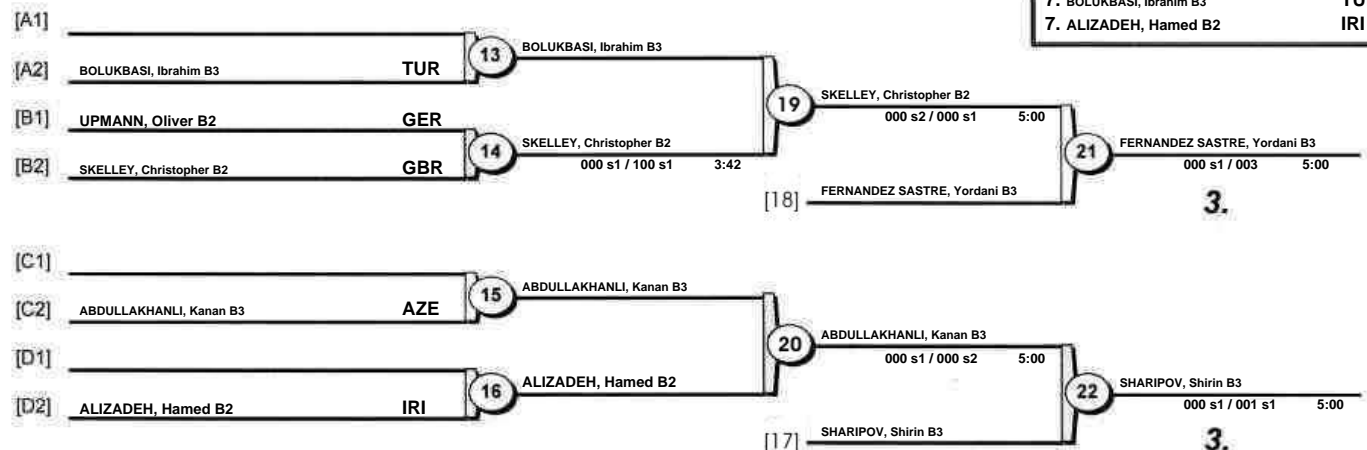 7. BOLUKBASI, Ibrahim B3 TU
7. ALIZADEH, Hamed B2 IRI
[A1]
[A2] BOLUKBASI, Ibrahim B3 TUR
13 BOLUKBASI, Ibrahim B3
[B1] UPMANN, Oliver B2 GER
[B2] SKELLEY, Christopher B2 GBR
14 SKELLEY, Christopher B2
000 s1 / 100 s1 3:42
19 SKELLEY, Christopher B2
000 s2 / 000 s1 5:00
[18] FERNANDEZ SASTRE, Yordani B3
21 FERNANDEZ SASTRE, Yordani B3
000 s1 / 003 5:00
3.
[C1]
[C2] ABDULLAKHANLI, Kanan B3 AZE
15 ABDULLAKHANLI, Kanan B3
[D1]
[D2] ALIZADEH, Hamed B2 IRI
16 ALIZADEH, Hamed B2
20 ABDULLAKHANLI, Kanan B3
000 s1 / 000 s2 5:00
[17] SHARIPOV, Shirin B3
22 SHARIPOV, Shirin B3
000 s1 / 001 s1 5:00
3.